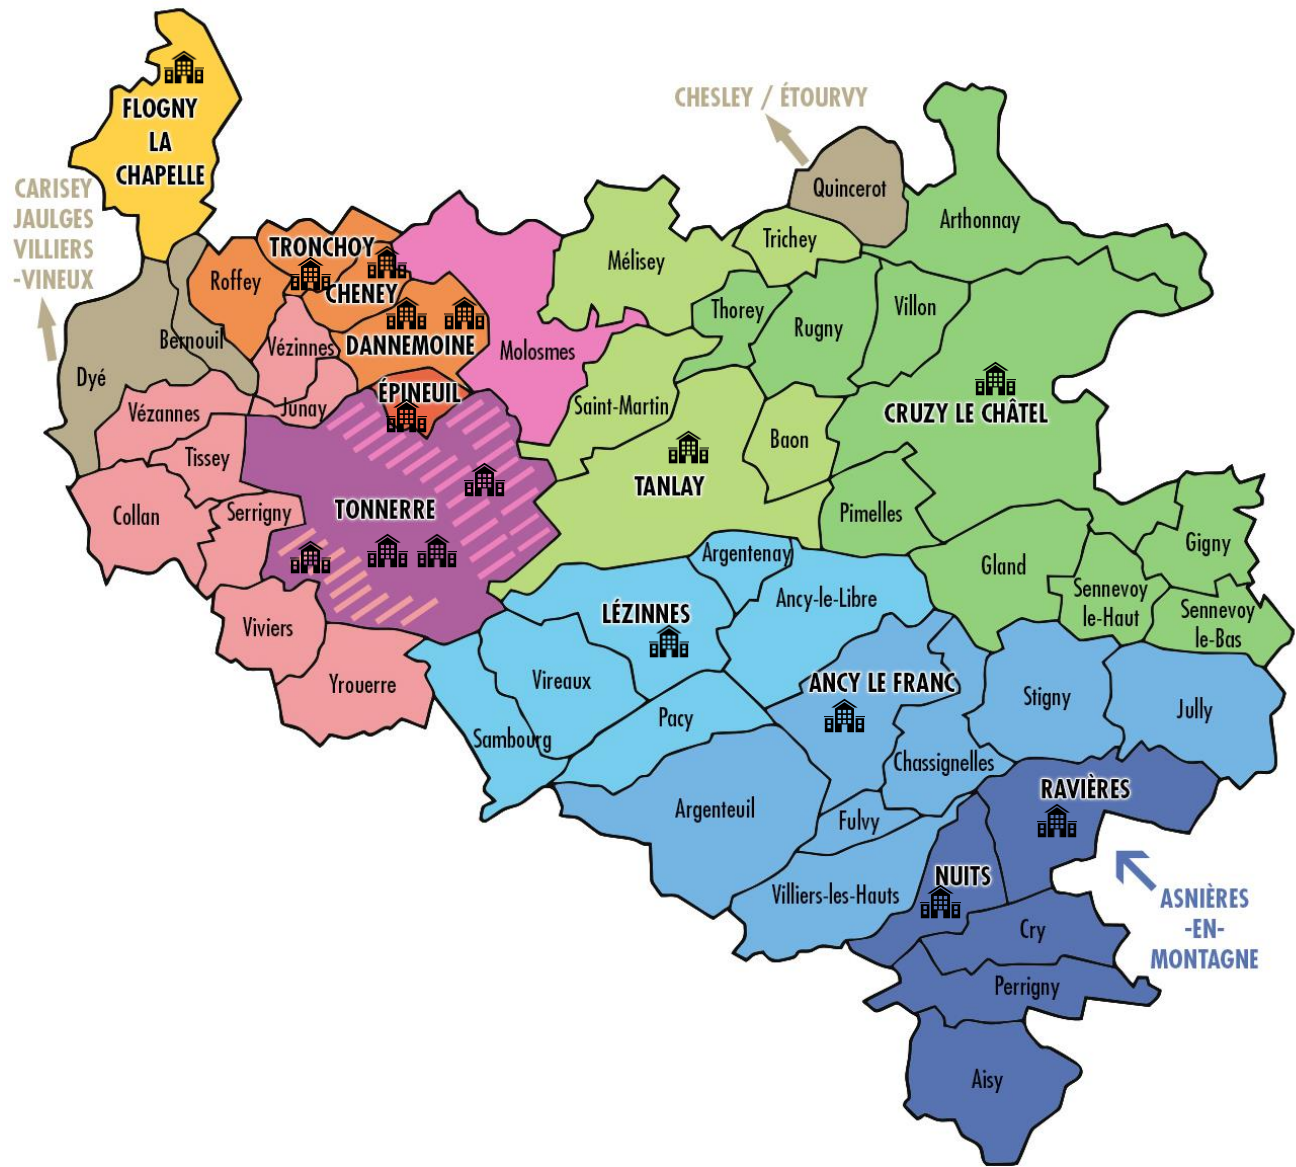 FLOGNY
LA
CHAPELLE
CHESLEY / ÉTOURVY
CARISEY
JAULGES
VILLIERS
-VINEUX
Quincerot
Arthonnay
Trichey
Mélisey
TRONCHOY
Roffey
CHENEY
Thorey
Rugny
Villon
Bernouil
Vézinnes
DANNEMOINE
Molosmes
Dyé
ÉPINEUIL
Junay
Vézannes
Saint-Martin
CRUZY LE CHÂTEL
Baon
Tissey
TANLAY
TONNERRE
Collan
Serrigny
Pimelles
Gigny
Argentenay
Gland
Ancy-le-Libre
Sennevoy
le-Haut
Sennevoy
le-Bas
LÉZINNES
Viviers
Yrouerre
Vireaux
ANCY LE FRANC
Stigny
Jully
Pacy
Sambourg
Chassignelles
RAVIÈRES
Argenteuil
Fulvy
NUITS
Villiers-les-Hauts
ASNIÈRES
-EN-
MONTAGNE
Cry
Perrigny
Aisy